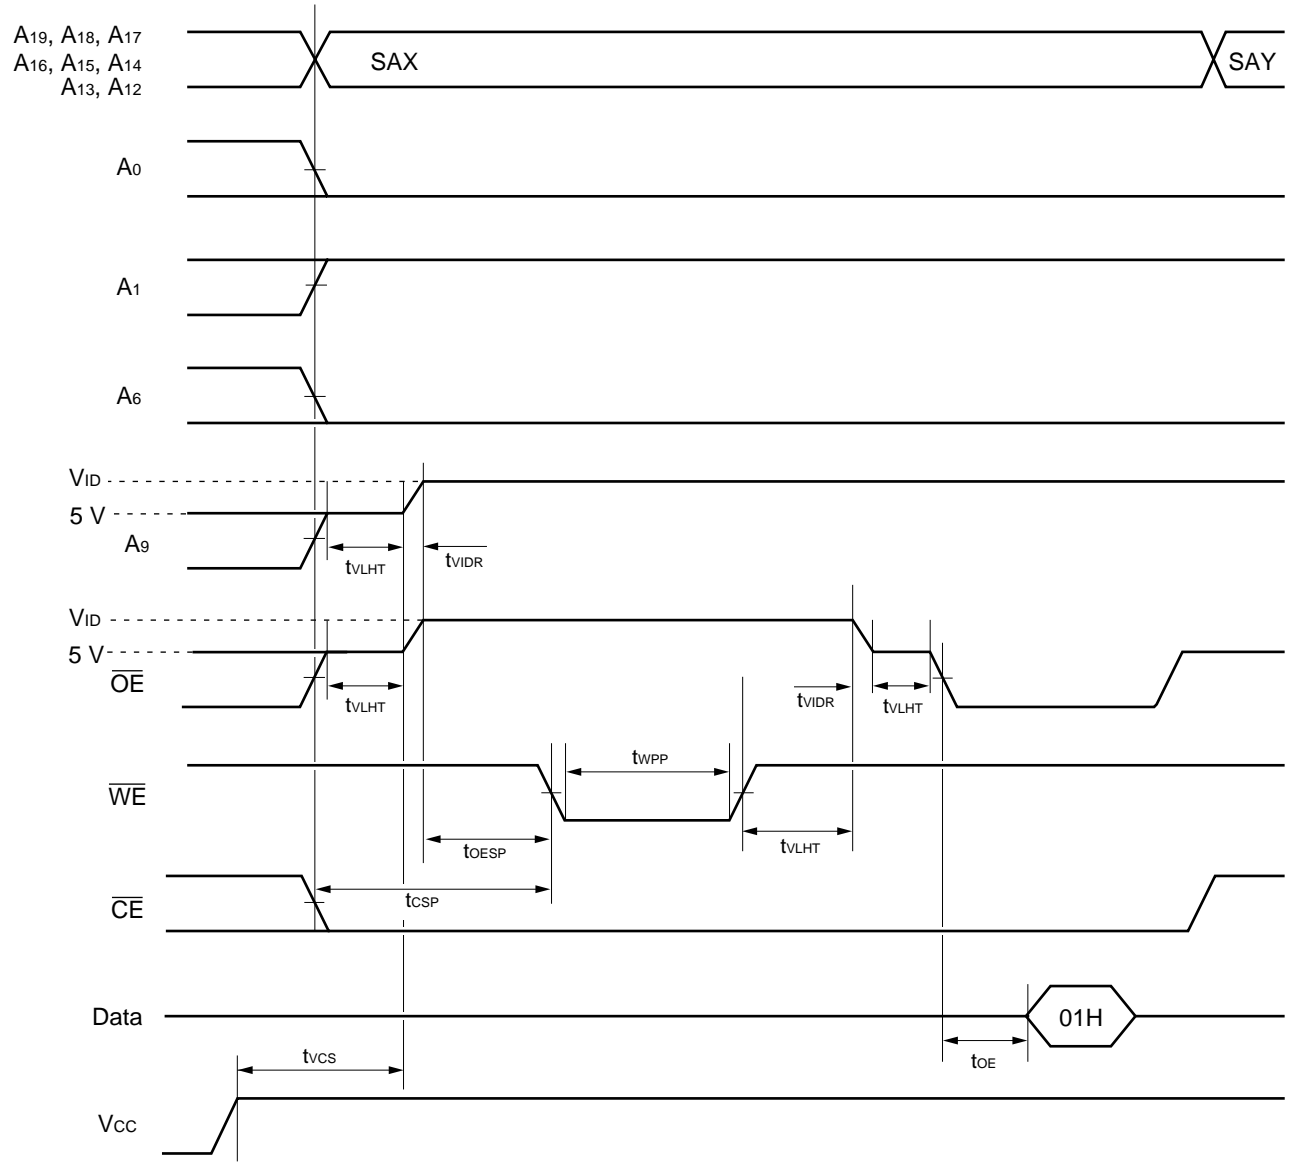 A19, A18, A17
A16, A15, A14
A13, A12
SAX
SAY
A0
A1
A6
VID
5 V
A9
tVLHT
tVIDR
VID
5 V
OE
tVLHT
tVIDR
tVLHT
WE
tWPP
tOESP
tVLHT
CE
tCSP
Data
01H
tOE
tVCS
VCC